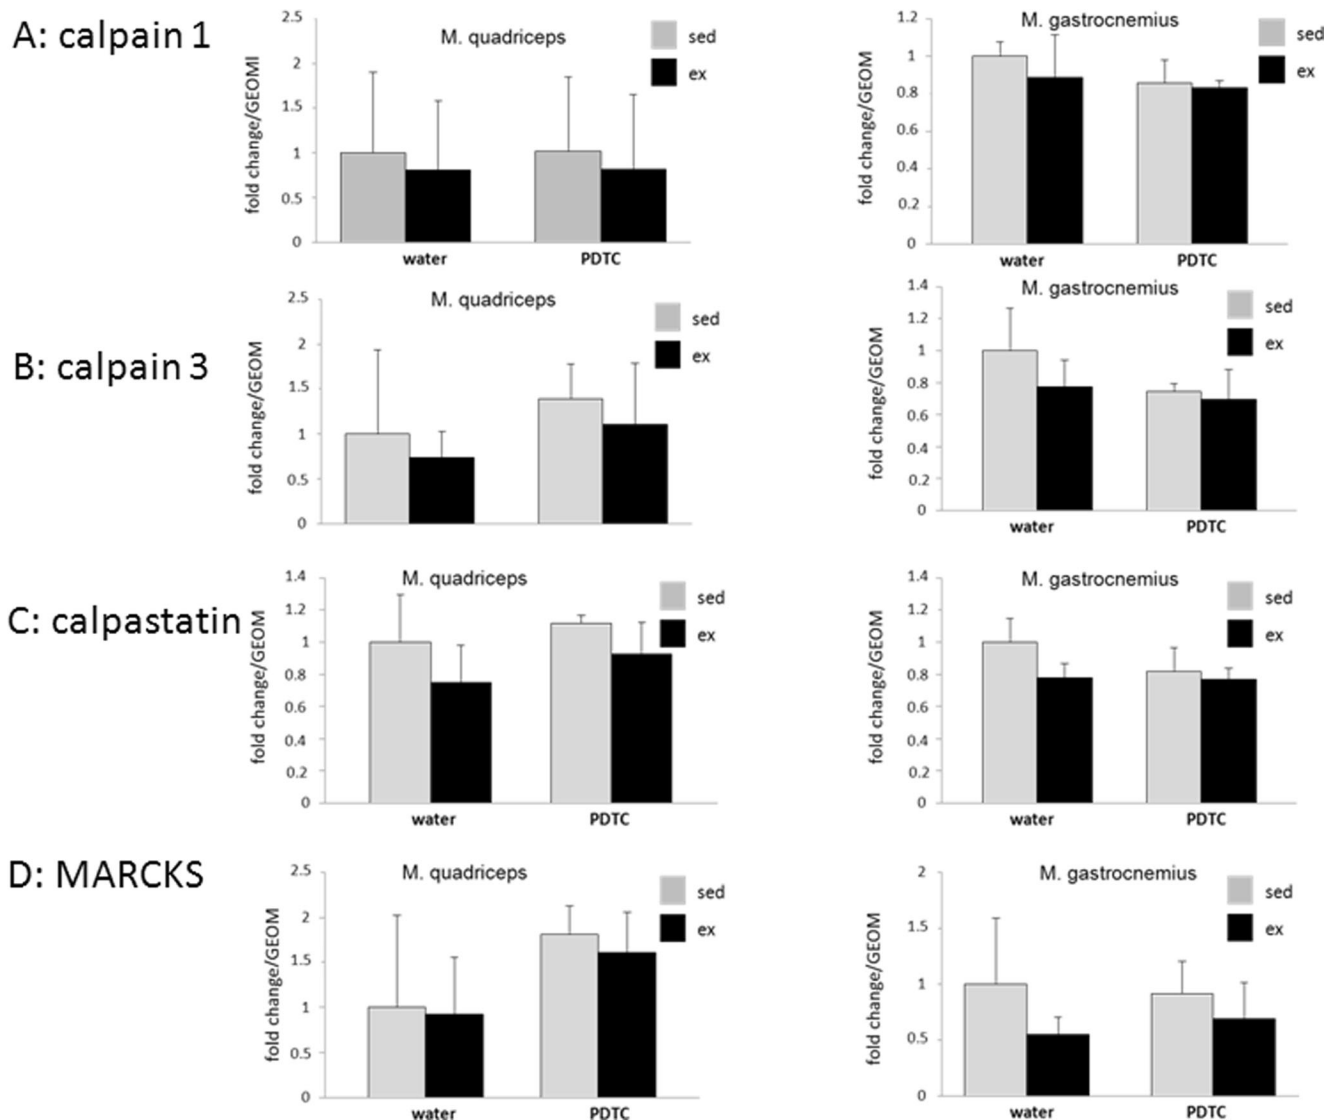 A: calpain 1
M. quadriceps
sed
ex
fold change/GEOMI
2.5
2
1.5
1
0.5
0
water
PDTC
M. gastrocnemius
sed
ex
fold change/GEOM
1.2
1
0.8
0.6
0.4
0.2
0
water
PDTC
B: calpain 3
M. quadriceps
sed
ex
fold change/GEOM
2.5
2
1.5
1
0.5
0
M. gastrocnemius
sed
ex
fold change/GEOM
1.4
1.2
1
0.8
0.6
0.4
0.2
0
water
PDTC
C: calpastatin
M. quadriceps
sed
ex
fold change/GEOM
1.4
1.2
1
0.8
0.6
0.4
0.2
0
water
PDTC
M. gastrocnemius
sed
ex
fold change/GEOM
1.4
1.2
1
0.8
0.6
0.4
0.2
0
water
PDTC
D: MARCKS
M. quadriceps
sed
ex
fold change/GEOM
2.5
2
1.5
1
0.5
0
water
PDTC
M. gastrocnemius
sed
ex
fold change/GEOM
2
1.5
1
0.5
0
water
PDTC